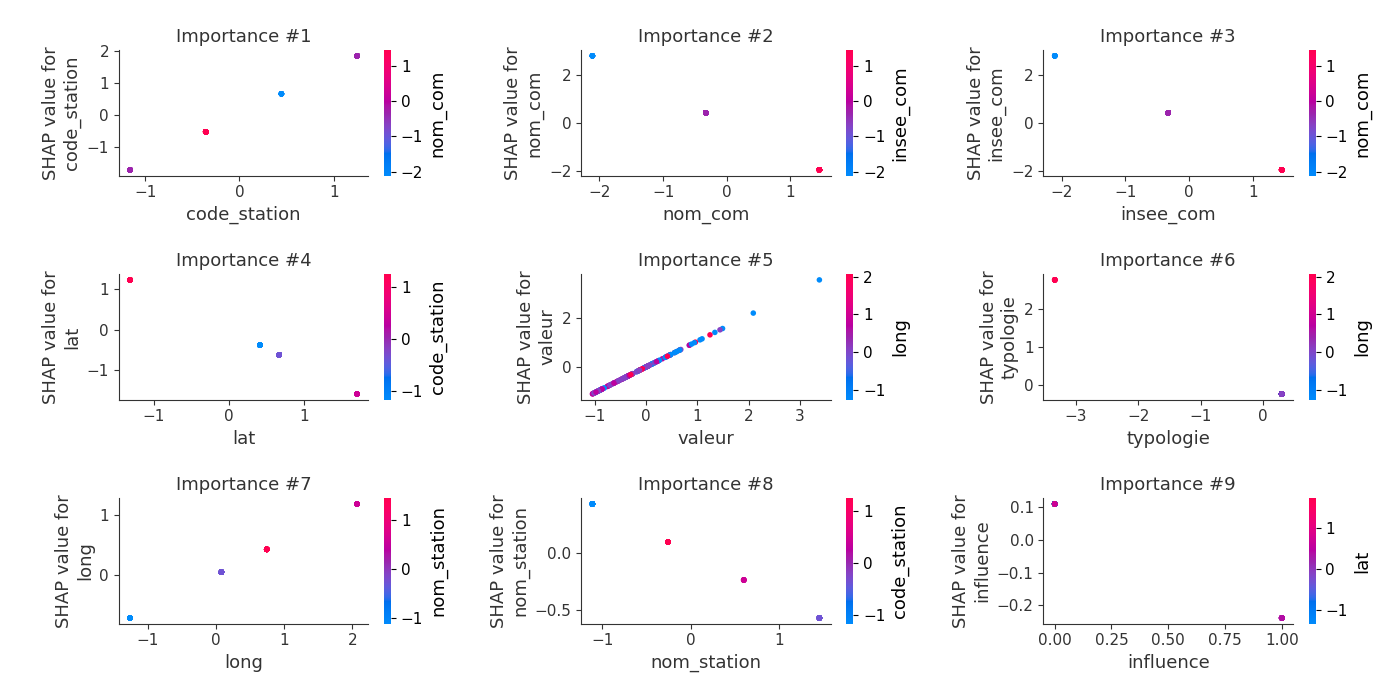 Importance #1
SHAP value for
code_station
2
1
0
−1
−1
0
1
code_station
1
0
−1
−2
nom_com
Importance #2
SHAP value for
nom_com
2
0
−2
−2
−1
0
1
nom_com
1
0
−1
−2
insee_com
Importance #3
SHAP value for
insee_com
2
0
−2
−2
−1
0
1
insee_com
1
0
−1
−2
nom_com
Importance #4
SHAP value for
lat
1
0
−1
−1
0
1
lat
1
0
−1
code_station
Importance #5
SHAP value for
valeur
2
0
−1
0
1
2
3
valeur
2
1
0
−1
long
Importance #6
SHAP value for
typologie
2
1
0
−3
−2
−1
0
typologie
2
1
0
−1
long
Importance #7
SHAP value for
long
1
0
−1
0
1
2
long
1
0
−1
nom_station
Importance #8
SHAP value for
nom_station
0.0
−0.5
−1
0
1
nom_station
1
0
−1
code_station
Importance #9
SHAP value for
influence
0.1
0.0
−0.1
−0.2
0.00
0.25
0.50
0.75
1.00
influence
1
0
−1
lat